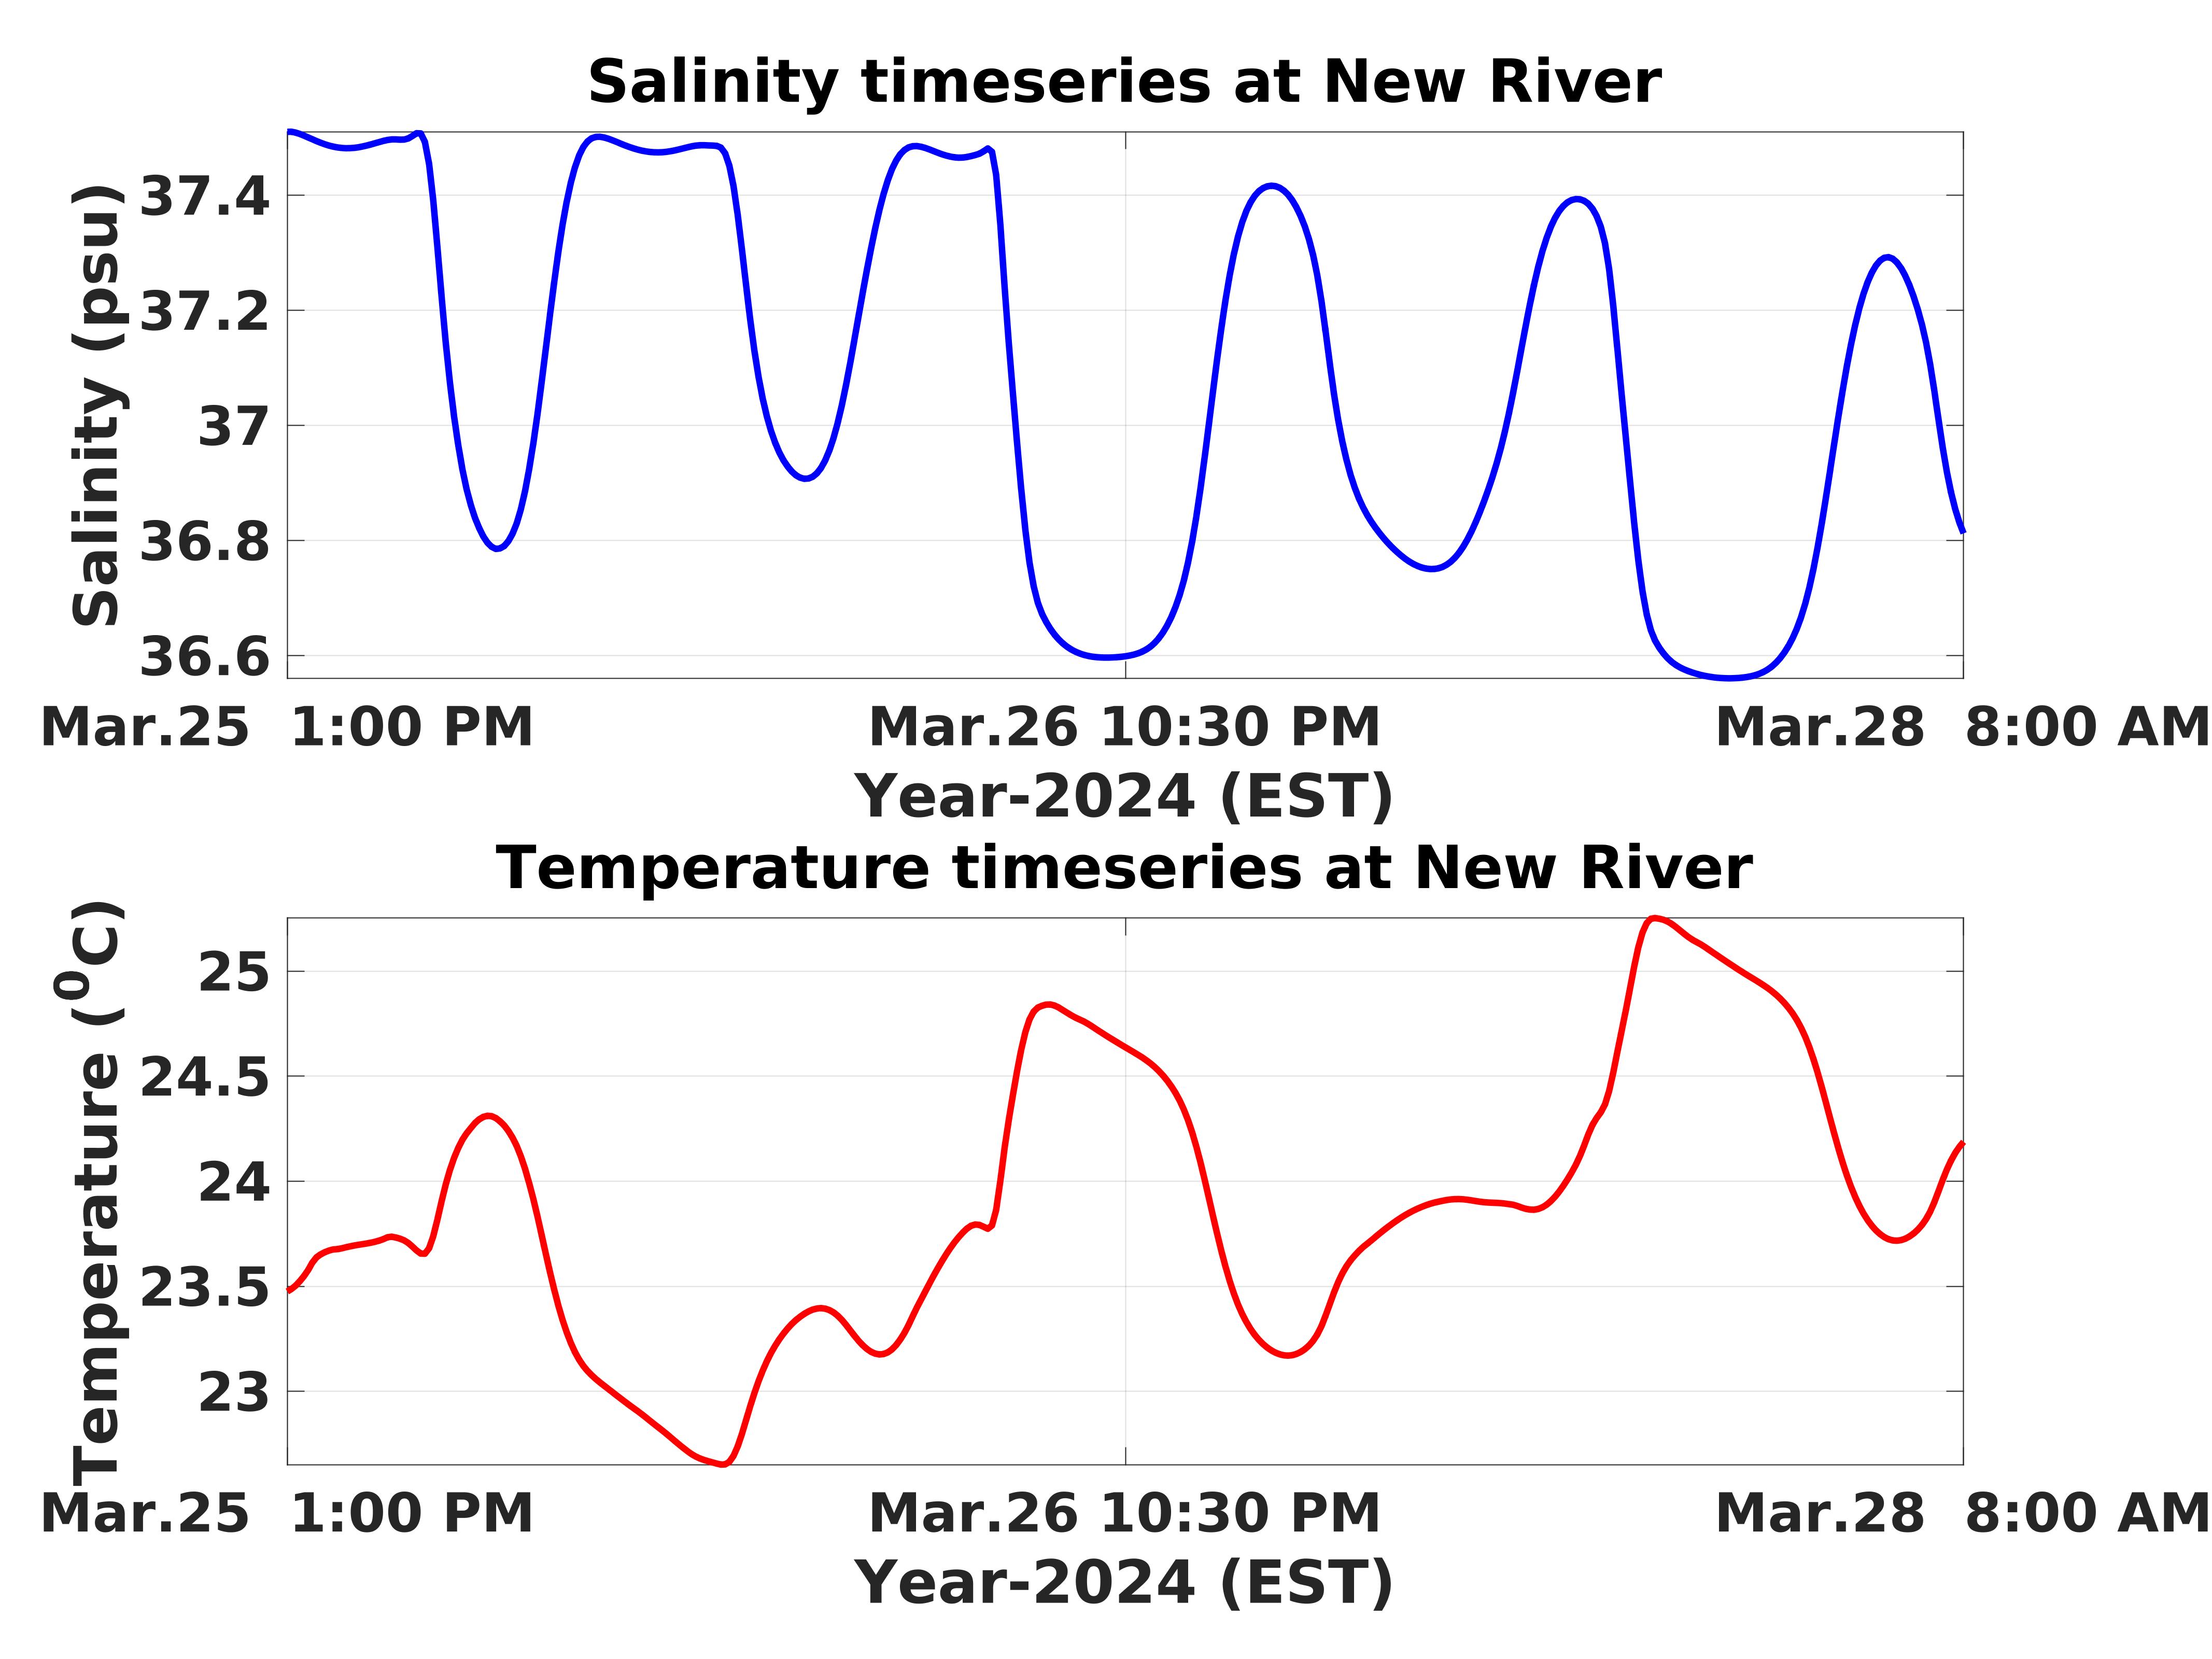 Salinity timeseries at New River
Salinity (psu)
37.4
37.2
37
36.8
36.6
Mar.25  1:00 PM Mar.26 10:30 PM Mar.28  8:00 AM
Year-2024 (EST)
Temperature timeseries at New River
Temperature (⁰C)
25
24.5
24
23.5
23
Mar.25  1:00 PM Mar.26 10:30 PM Mar.28  8:00 AM
Year-2024 (EST)